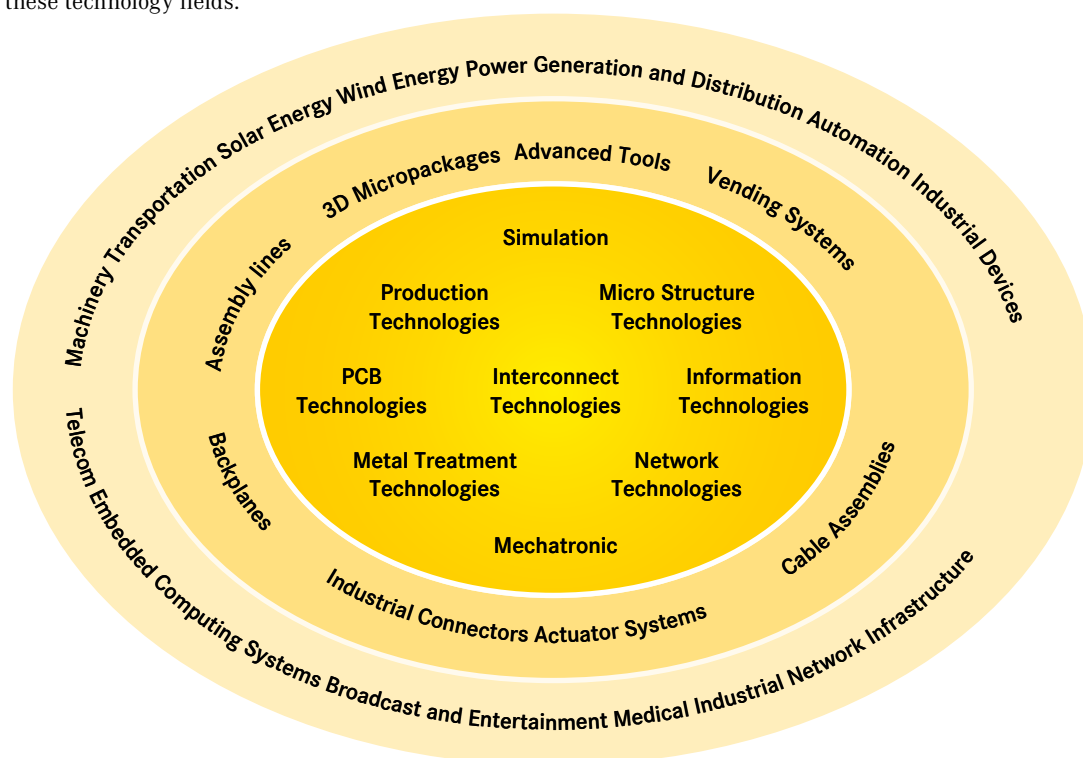 these technology fields.
Machinery Transportation Solar Energy Wind Energy Power Generation and Distribution Automation Industrial Devices
Assembly lines
3D Micropackages
Advanced Tools
Vending Systems
Simulation
Production
Technologies
Micro Structure
Technologies
PCB
Technologies
Interconnect
Technologies
Information
Technologies
Metal Treatment
Technologies
Network
Technologies
Mechatronic
Backplanes
Industrial Connectors
Actuator Systems
Cable Assemblies
Telecom Embedded Computing Systems Broadcast and Entertainment Medical Industrial Network Infrastructure